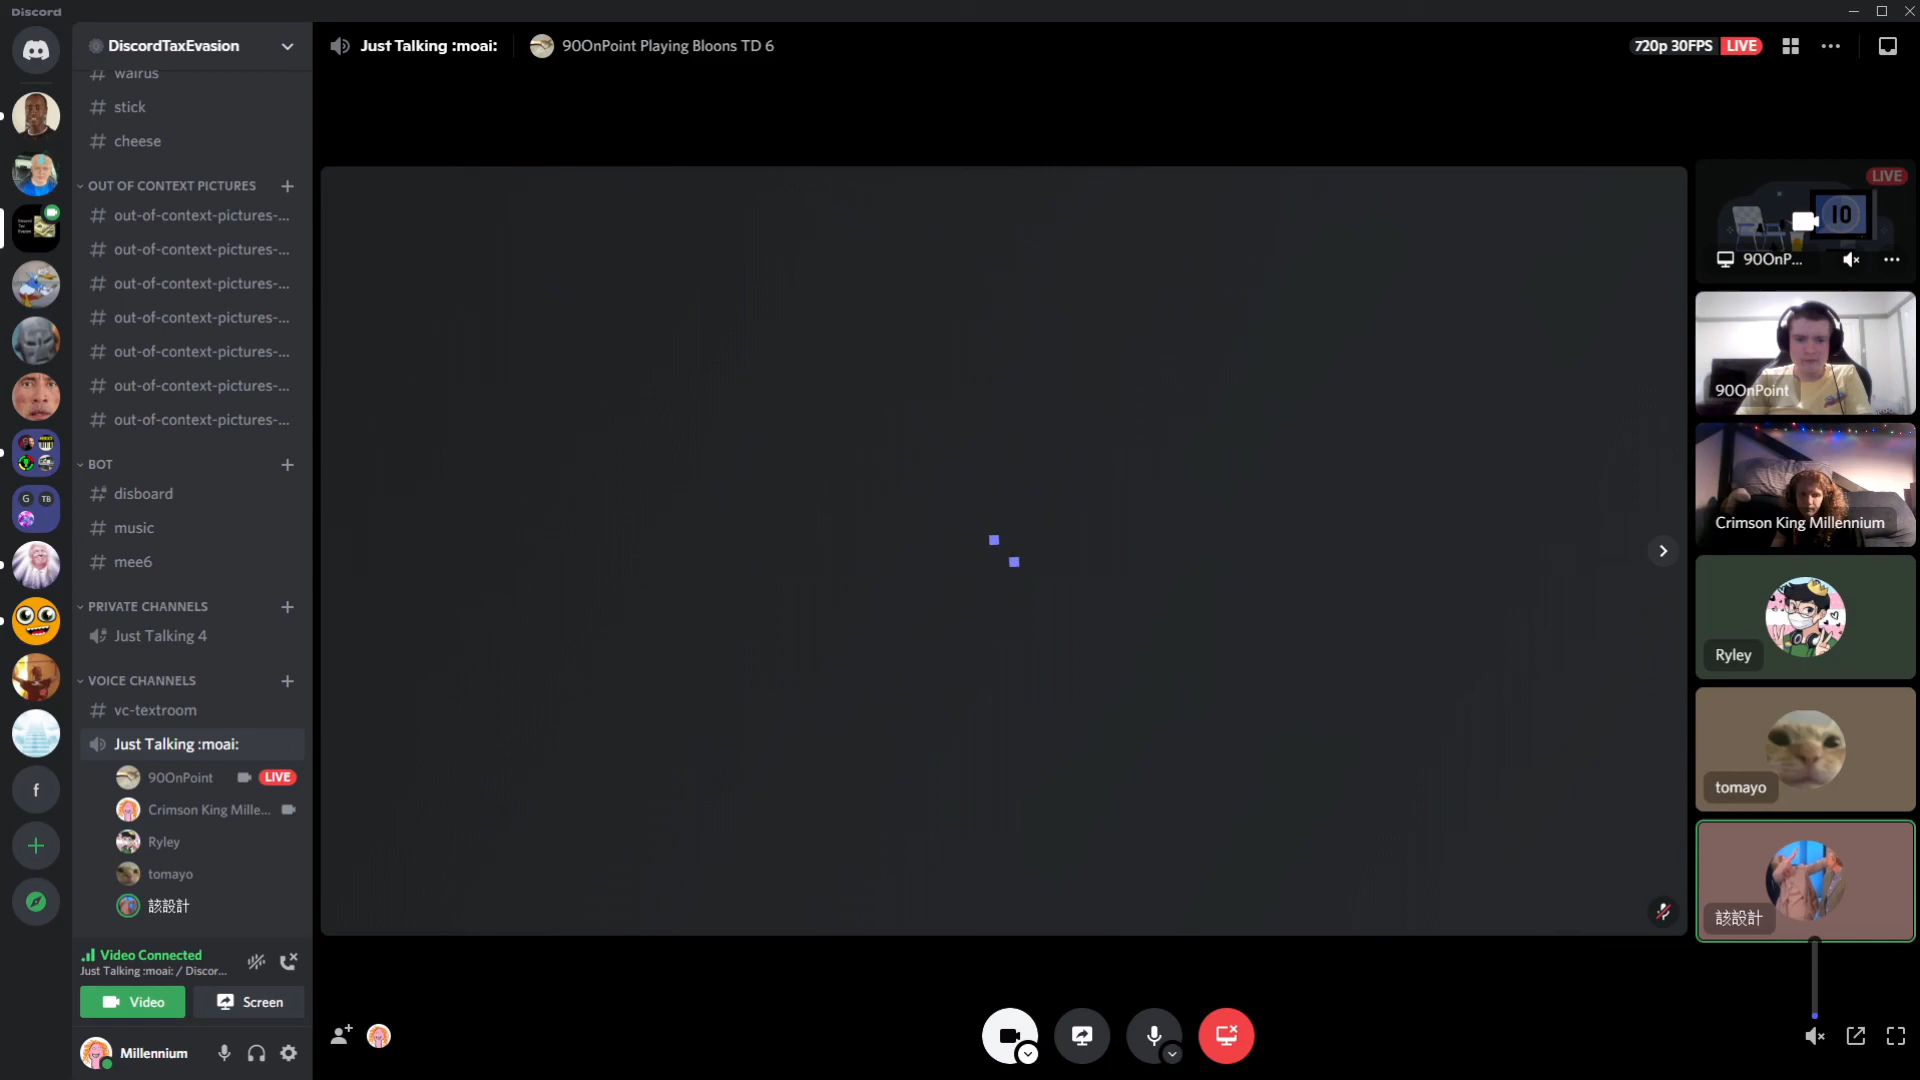 Discord
DiscordTaxEvasion
walrus
stick
cheese
OUT OF CONTEXT PICTURES
out-of-context-pictures-...
out-of-context-pictures-...
out-of-context-pictures-...
out-of-context-pictures-...
out-of-context-pictures-...
out-of-context-pictures-...
out-of-context-pictures-...
BOT
disboard
music
mee6
PRIVATE CHANNELS
Just Talking 4
VOICE CHANNELS
vc-textroom
Just Talking :moai:
90OnPoint LIVE
Crimson King Mille...
Ryley
tomayo
該設計
Video Connected
Just Talking :moai: / Discor...
Video Screen
Millennium
G TB
f
Just Talking :moai: 90OnPoint Playing Bloons TD 6
720p 30FPS LIVE
LIVE
10
90OnP...
90OnPoint
Crimson King Millennium
Ryley
tomayo
該設計